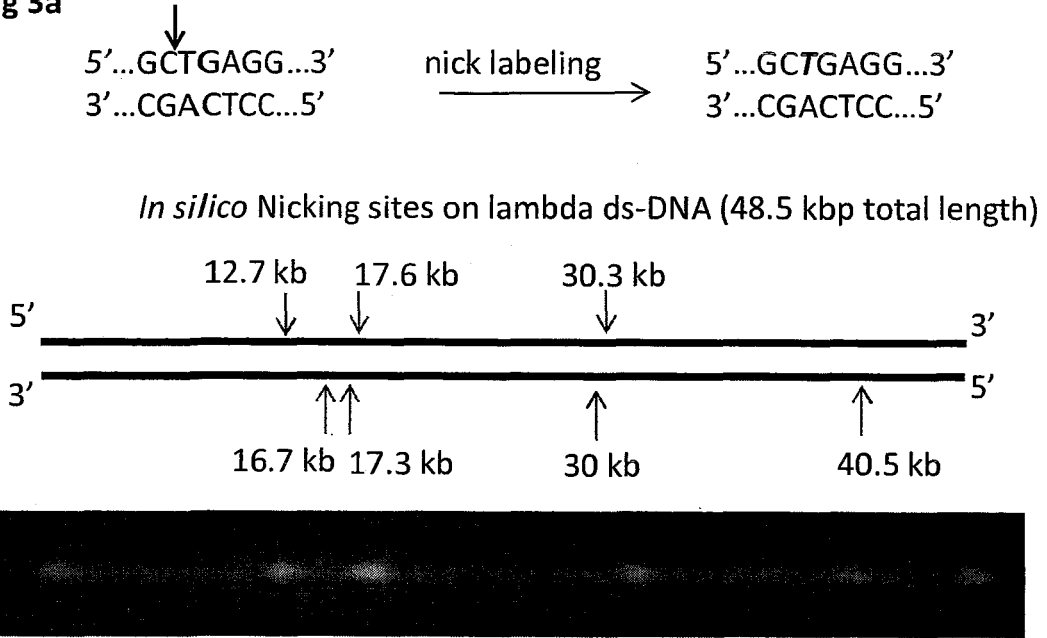 g 3a
5’...GCTGAGG...3’ nick labeling 5’...GCTGAGG...3’
3’...CGACTCC...5’ 3’...CGACTCC...5’
In silico Nicking sites on lambda ds-DNA (48.5 kbp total length)
12.7 kb 17.6 kb 30.3 kb
5’ 3’
3’ 5’
16.7 kb 17.3 kb 30 kb 40.5 kb